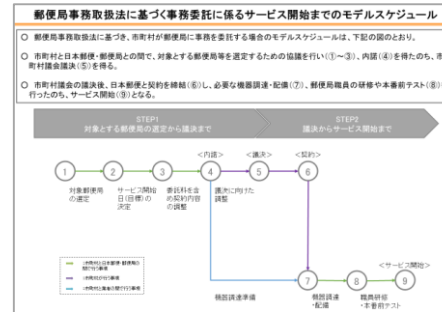 郵便局事務取扱法に基づく事務委託に係るサービス開始までのモデルスケジュール
○ 郵便局事務取扱法に基づき、市町村が郵便局に事務を委託する場合のモデルスケジュールは、下記の図のとおり。
○ 市町村と日本郵便・郵便局との間で、対象とする郵便局等を選定するための協議を行い(①～③)、内諾(④)を得たのち、市
町村議会議決(⑤)を得る。
○ 市町村議会の議決後、日本郵便と契約を締結(⑥)し、必要な機器調達・配備(⑦)、郵便局職員の研修や本番前テスト(⑧)
行ったのち、サービス開始(⑨)となる。
STEP1
対象とする郵便局の選定から議決まで
STEP2
議決からサービス開始まで
<内諾> <議決> <契約>
1 2 3 4 5 6
対象郵便局
の選定
サービス開始
日(目標)の
決定
委託料を含
め契約内容
の調整
議決に向けた
調整
<サービス開始>
7 8 9
機器調達準備
機器調達
・配備
職員研修
・本番前テスト